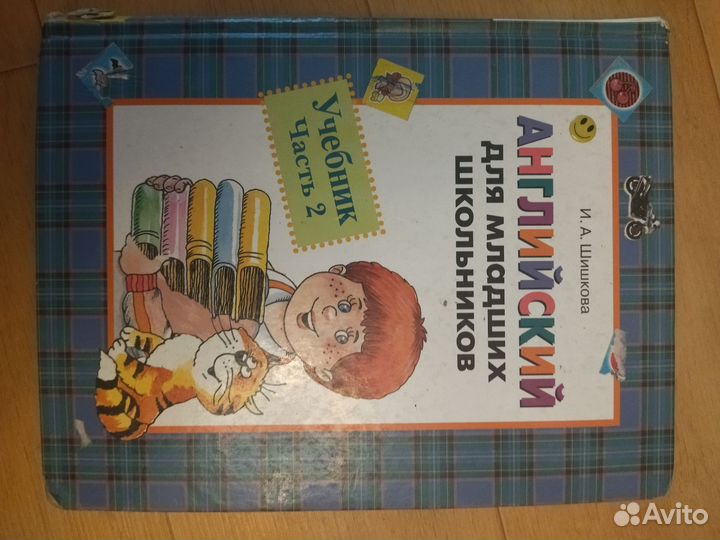 И. А. Шишкова
АНГЛИЙСКИЙ
для младших
школьников
Учебник
Часть 2
Avito